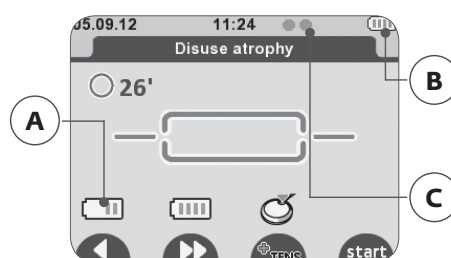 05.09.12 11:24
B
Disuse atrophy
26'
A
C
TENS
start